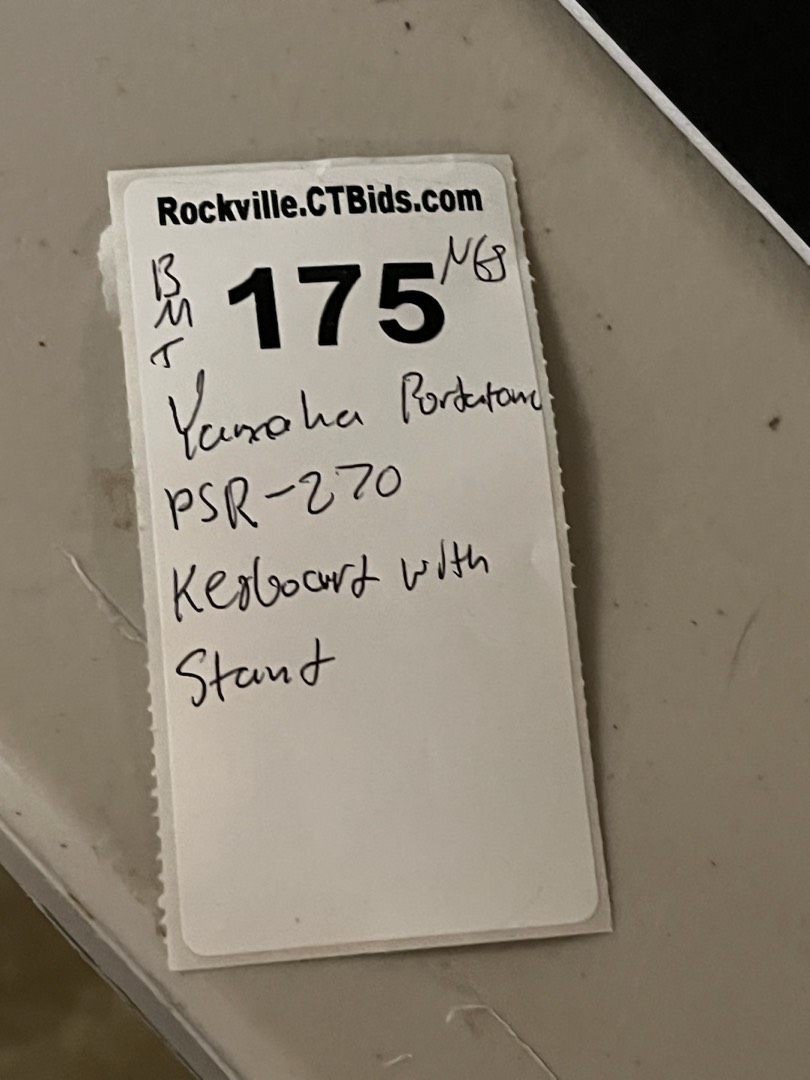 Rockville.CTBids.com
B
M
T
175
Yamaha Portatone
PSR-270
Keyboard with
Stand